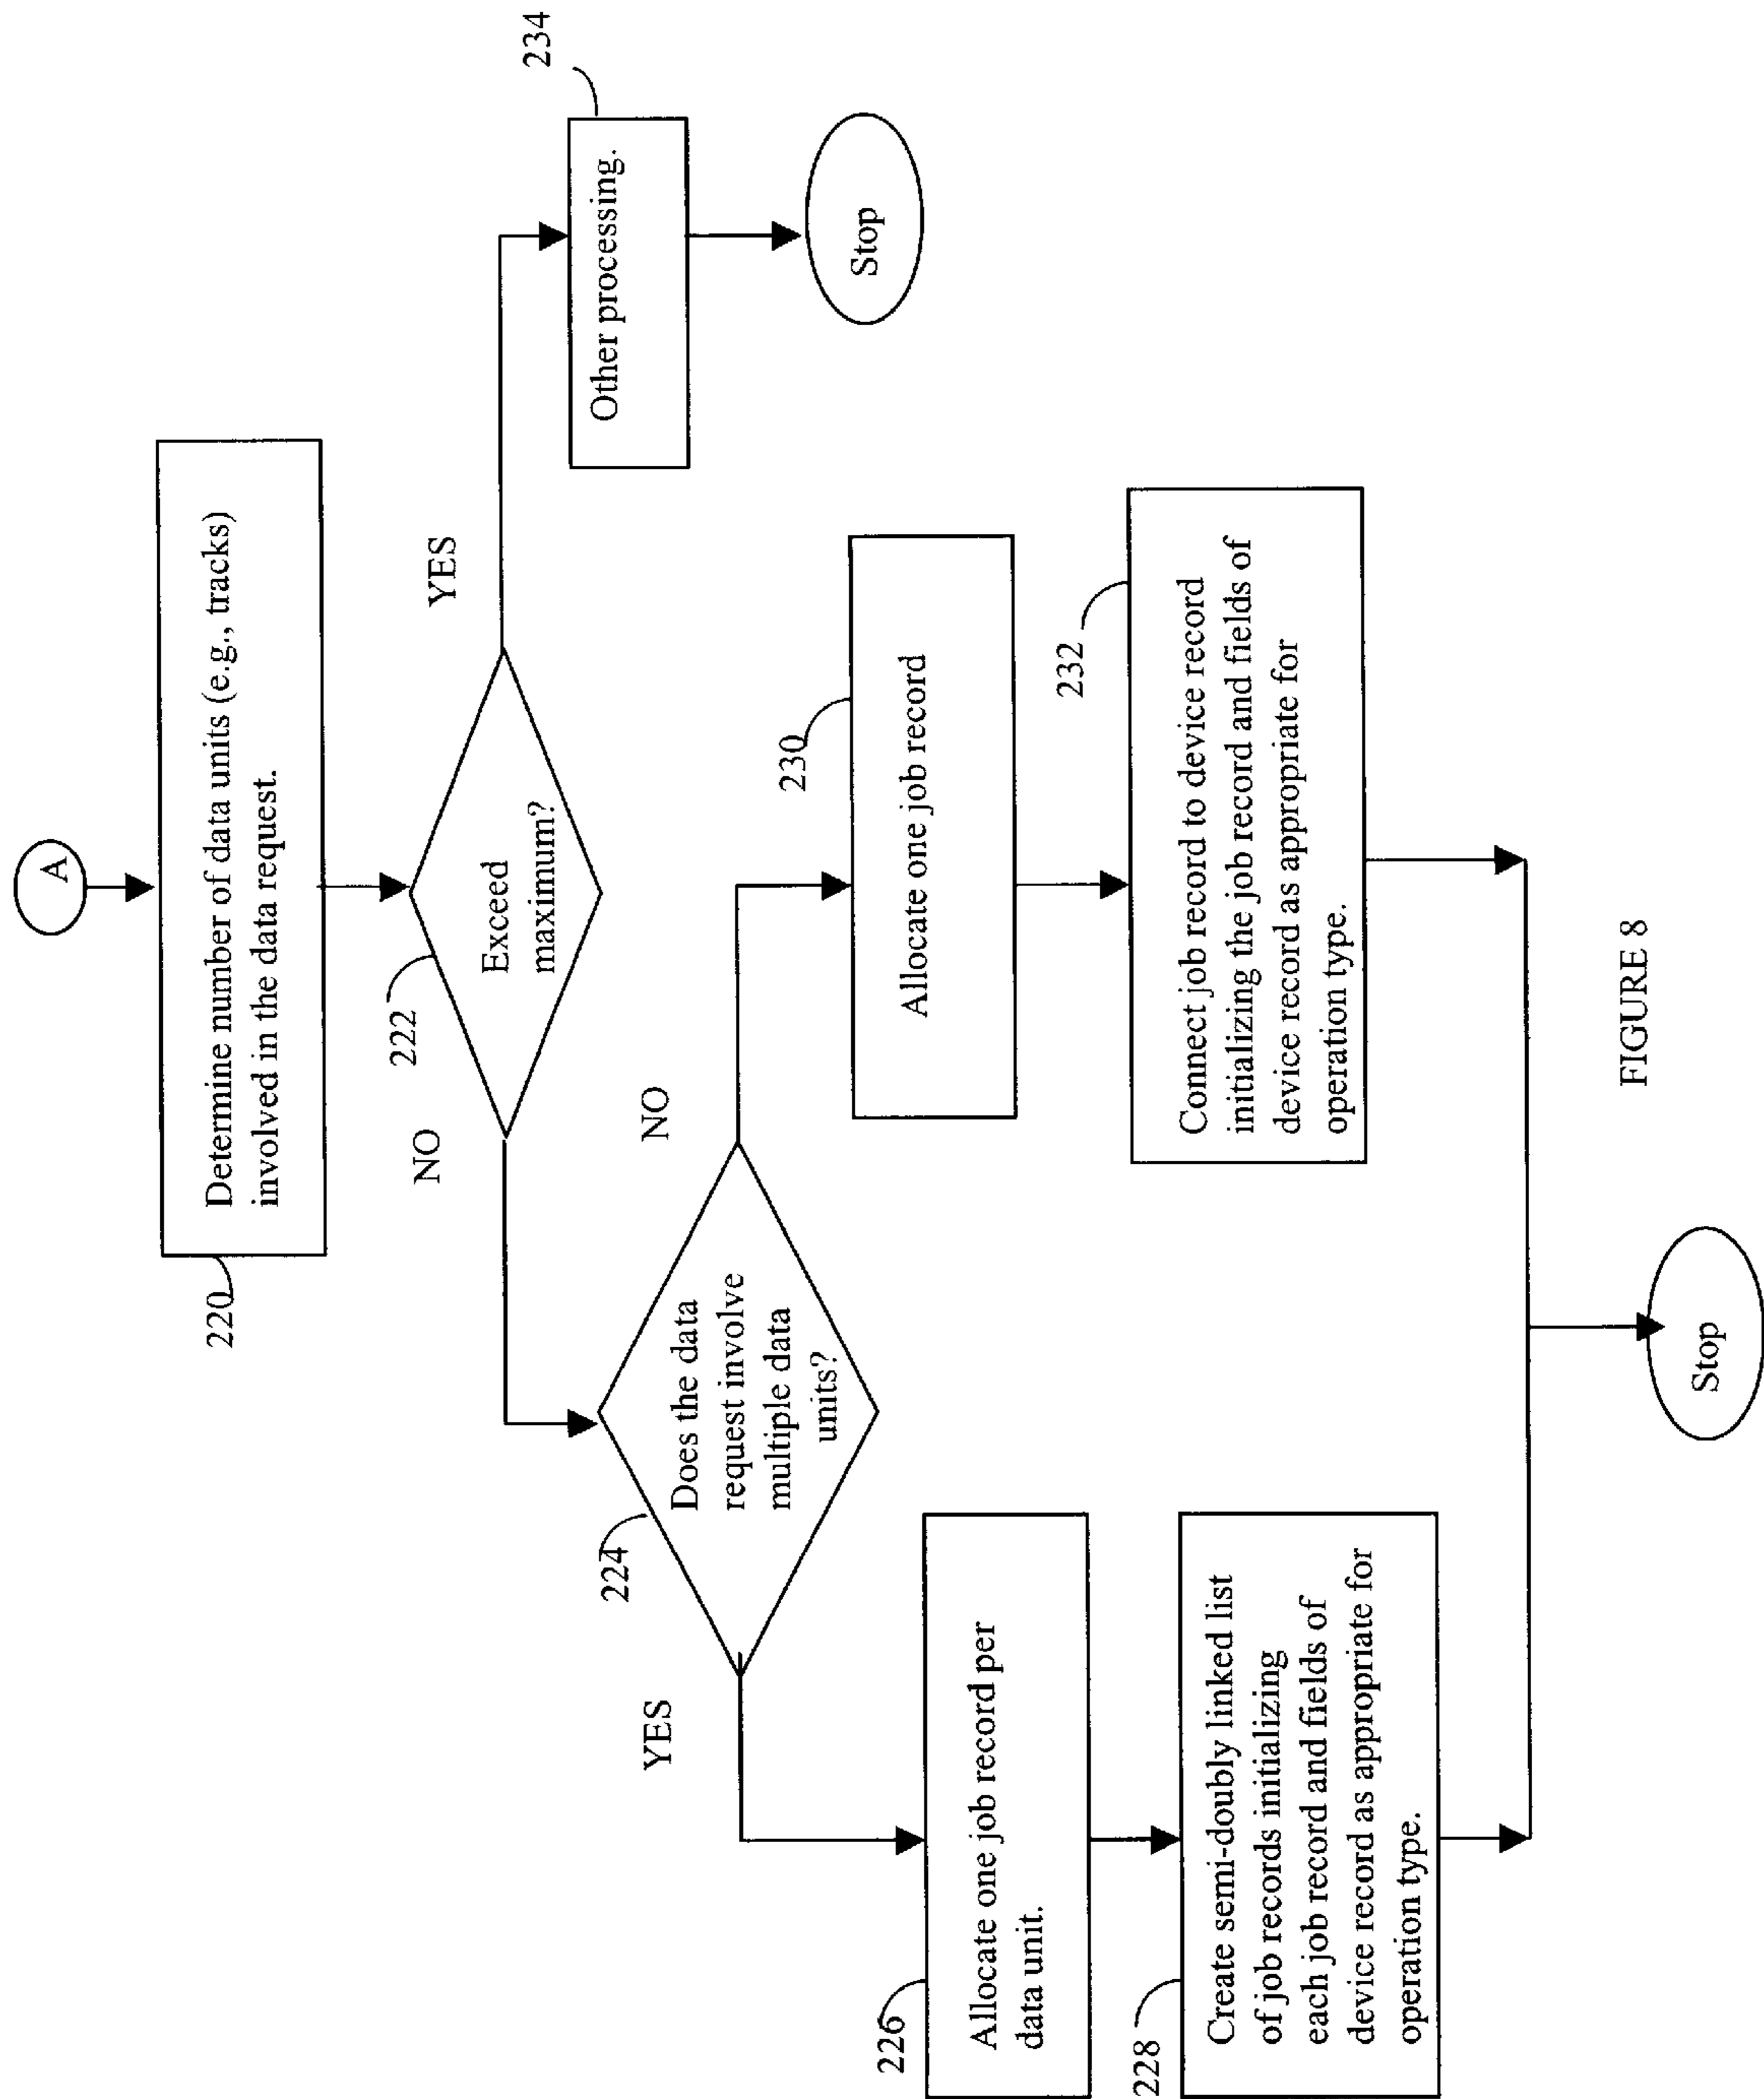 A
220
Determine number of data units (e.g., tracks)
involved in the data request.
222
Exceed
maximum?
NO
YES
234
Other processing.
Stop
224
Does the data
request involve
multiple data
units?
YES
NO
226
Allocate one job record per
data unit.
230
Allocate one job record
228
Create semi-doubly linked list
of job records initializing
each job record and fields of
device record as appropriate for
operation type.
232
Connect job record to device record
initializing the job record and fields of
device record as appropriate for
operation type.
Stop
FIGURE 8